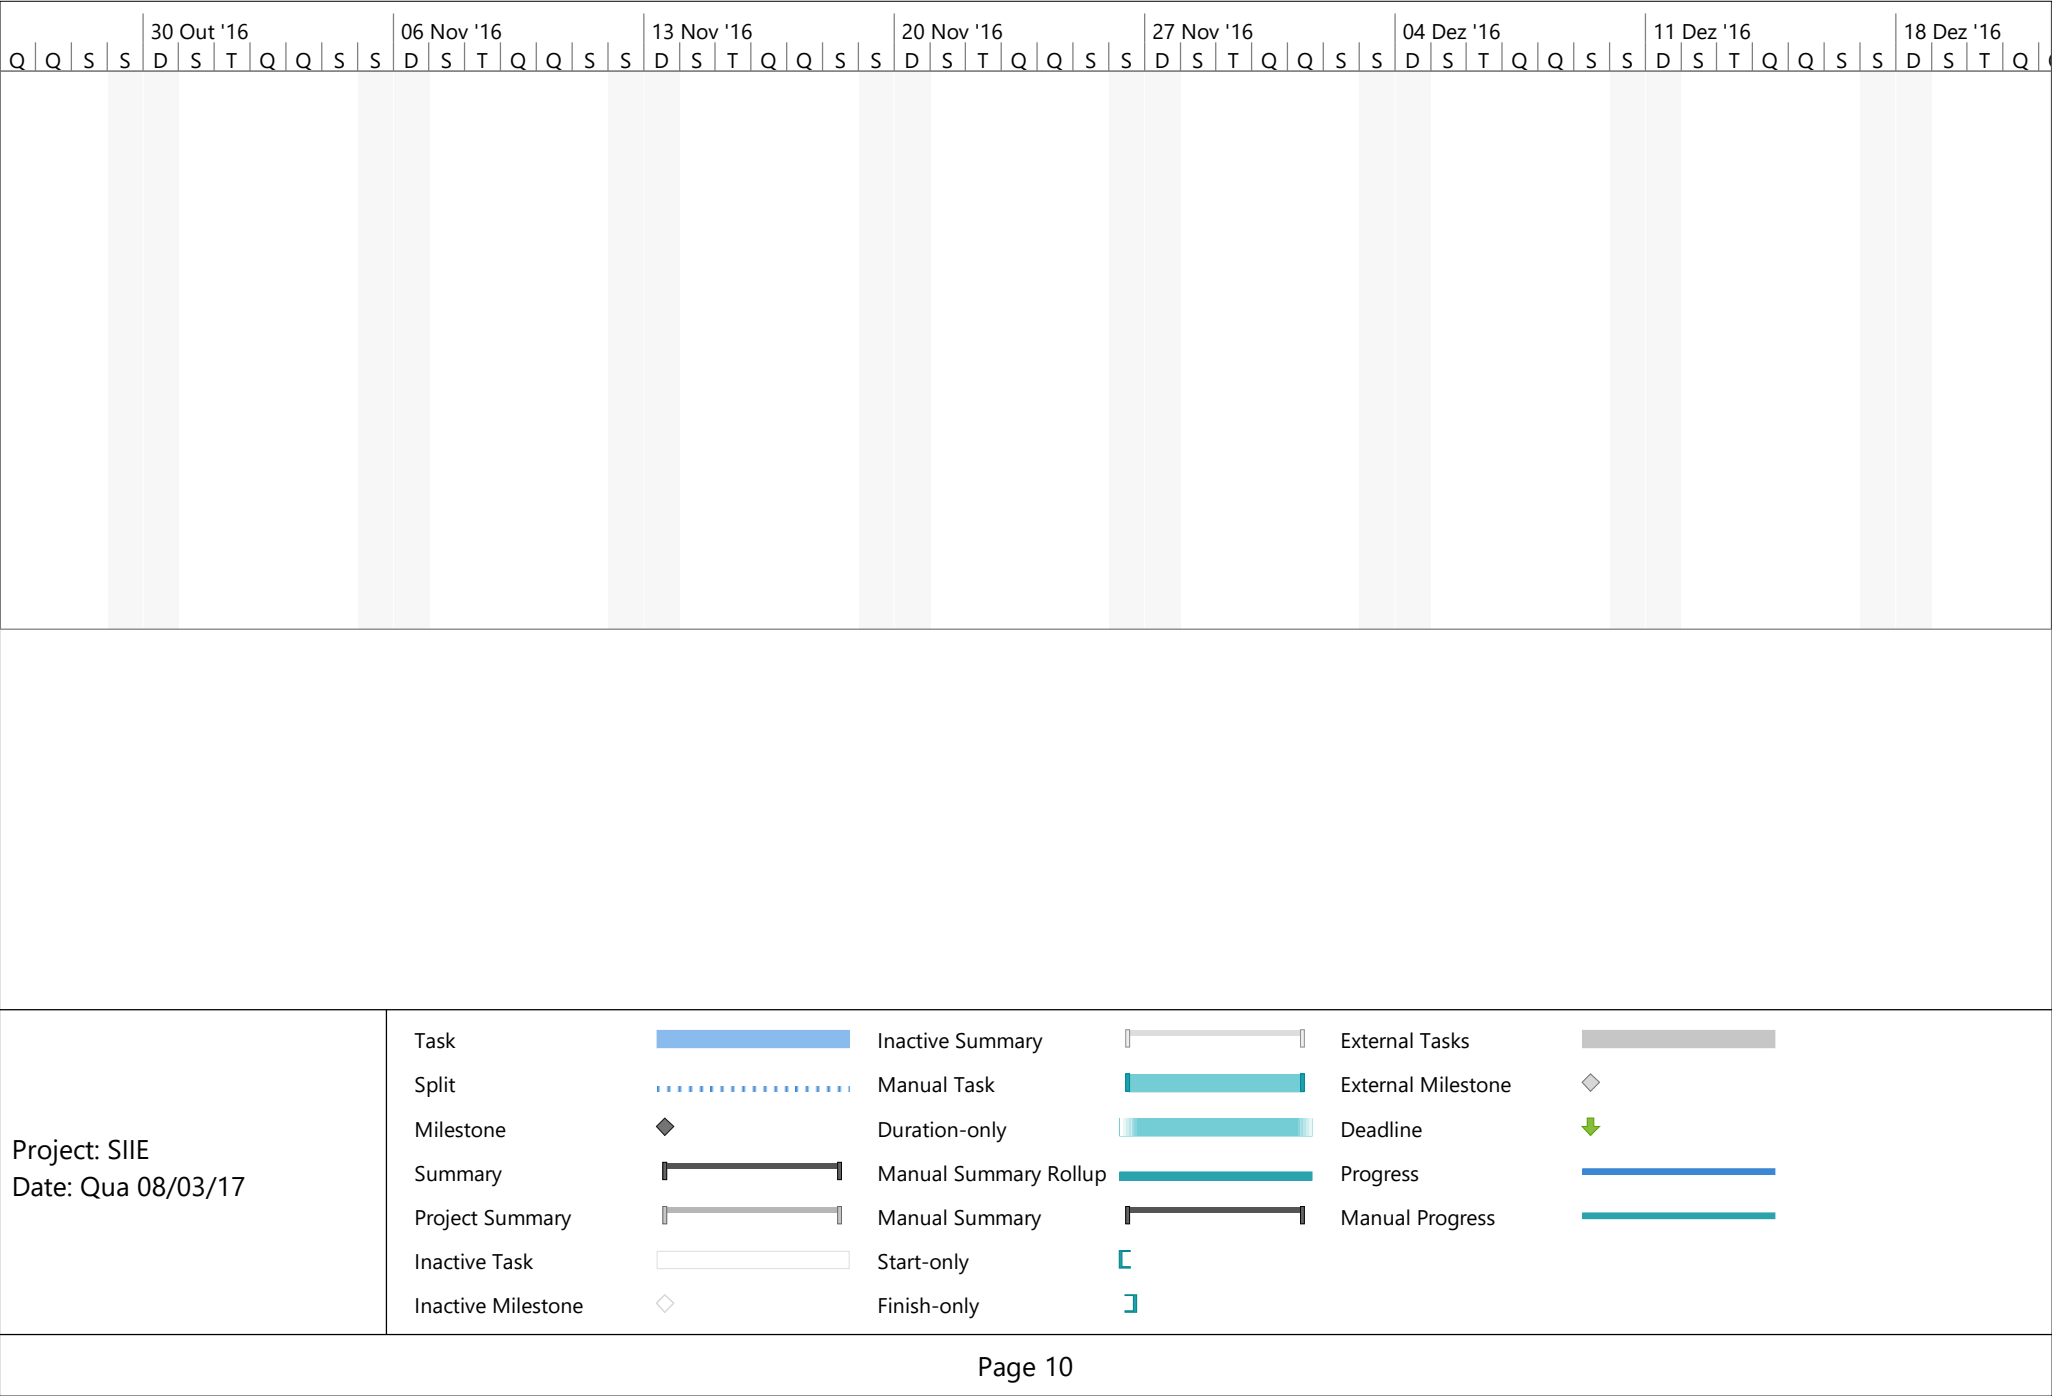 30 Out '16 06 Nov '16 13 Nov '16 20 Nov '16 27 Nov '16 04 Dez '16 11 Dez '16 18 Dez '16
Q Q S S D S T Q Q S S D S T Q Q S S D S T Q Q S S D S T Q Q S S D S T Q Q S S D S T Q Q S S D S T Q Q S S D S T Q
Task Inactive Summary External Tasks
Split Manual Task External Milestone
Milestone Duration-only Deadline
Summary Manual Summary Rollup Progress
Project Summary Manual Summary Manual Progress
Inactive Task Start-only
Inactive Milestone Finish-only
Project: SIIE
Date: Qua 08/03/17
Page 10